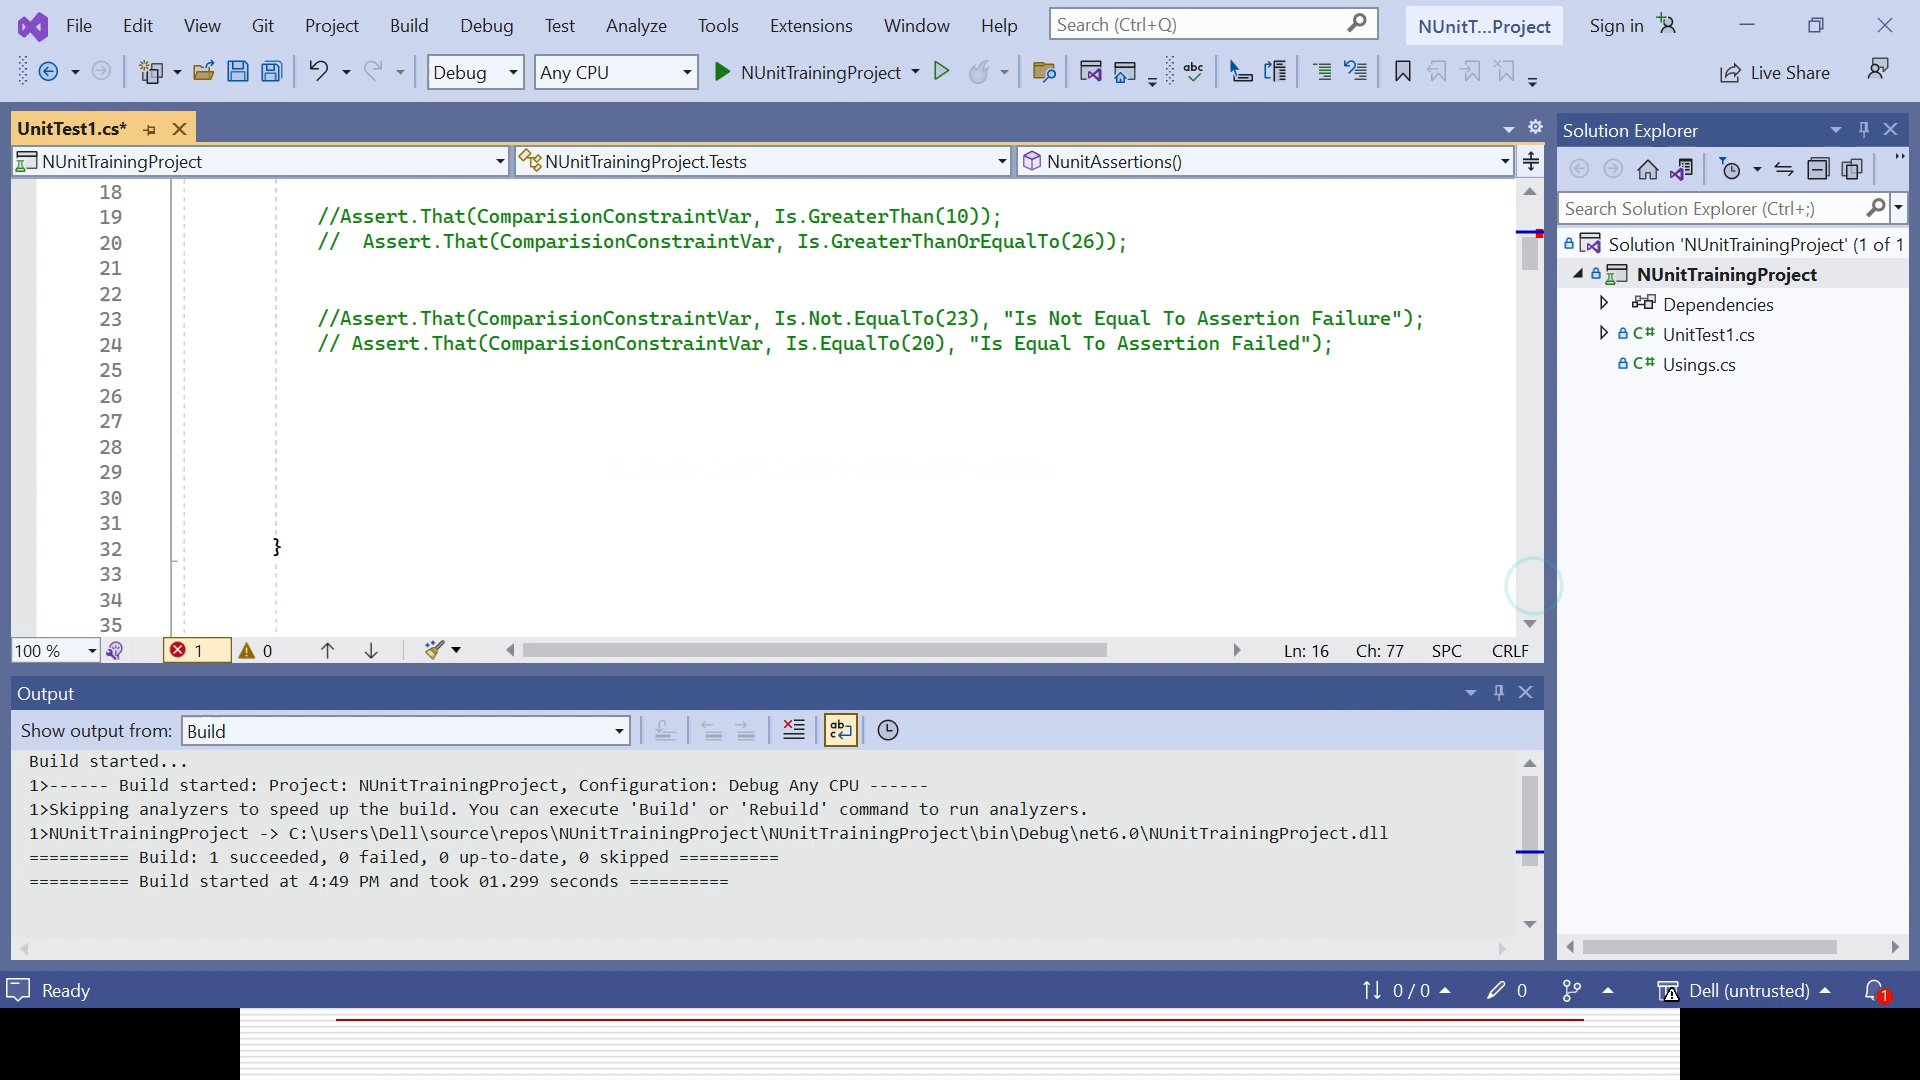 File Edit View Git Project Build Debug Test Analyze Tools Extensions Window Help Search (Ctrl+Q) NUnitT...Project Sign in
Debug Any CPU NUnitTrainingProject Live Share
UnitTest1.cs*
NUnitTrainingProject NUnitTrainingProject.Tests NunitAssertions()
18
19 //Assert.That(ComparisionConstraintVar, Is.GreaterThan(10));
20 // Assert.That(ComparisionConstraintVar, Is.GreaterThanOrEqualTo(26));
21
22
23 //Assert.That(ComparisionConstraintVar, Is.Not.EqualTo(23), "Is Not Equal To Assertion Failure");
24 // Assert.That(ComparisionConstraintVar, Is.EqualTo(20), "Is Equal To Assertion Failed");
25
26
27
28
29
30
31
32 }
33
34
35
100 % 1 0 Ln: 16 Ch: 77 SPC CRLF
Output
Show output from: Build
Build started...
1>------ Build started: Project: NUnitTrainingProject, Configuration: Debug Any CPU ------
1>Skipping analyzers to speed up the build. You can execute 'Build' or 'Rebuild' command to run analyzers.
1>NUnitTrainingProject -> C:\Users\Dell\source\repos\NUnitTrainingProject\NUnitTrainingProject\bin\Debug\net6.0\NUnitTrainingProject.dll
========== Build: 1 succeeded, 0 failed, 0 up-to-date, 0 skipped ==========
========== Build started at 4:49 PM and took 01.299 seconds ==========
Solution Explorer
Search Solution Explorer (Ctrl+;)
Solution 'NUnitTrainingProject' (1 of 1
NUnitTrainingProject
Dependencies
C# UnitTest1.cs
C# Usings.cs
Ready 0 / 0 0 Dell (untrusted) 1